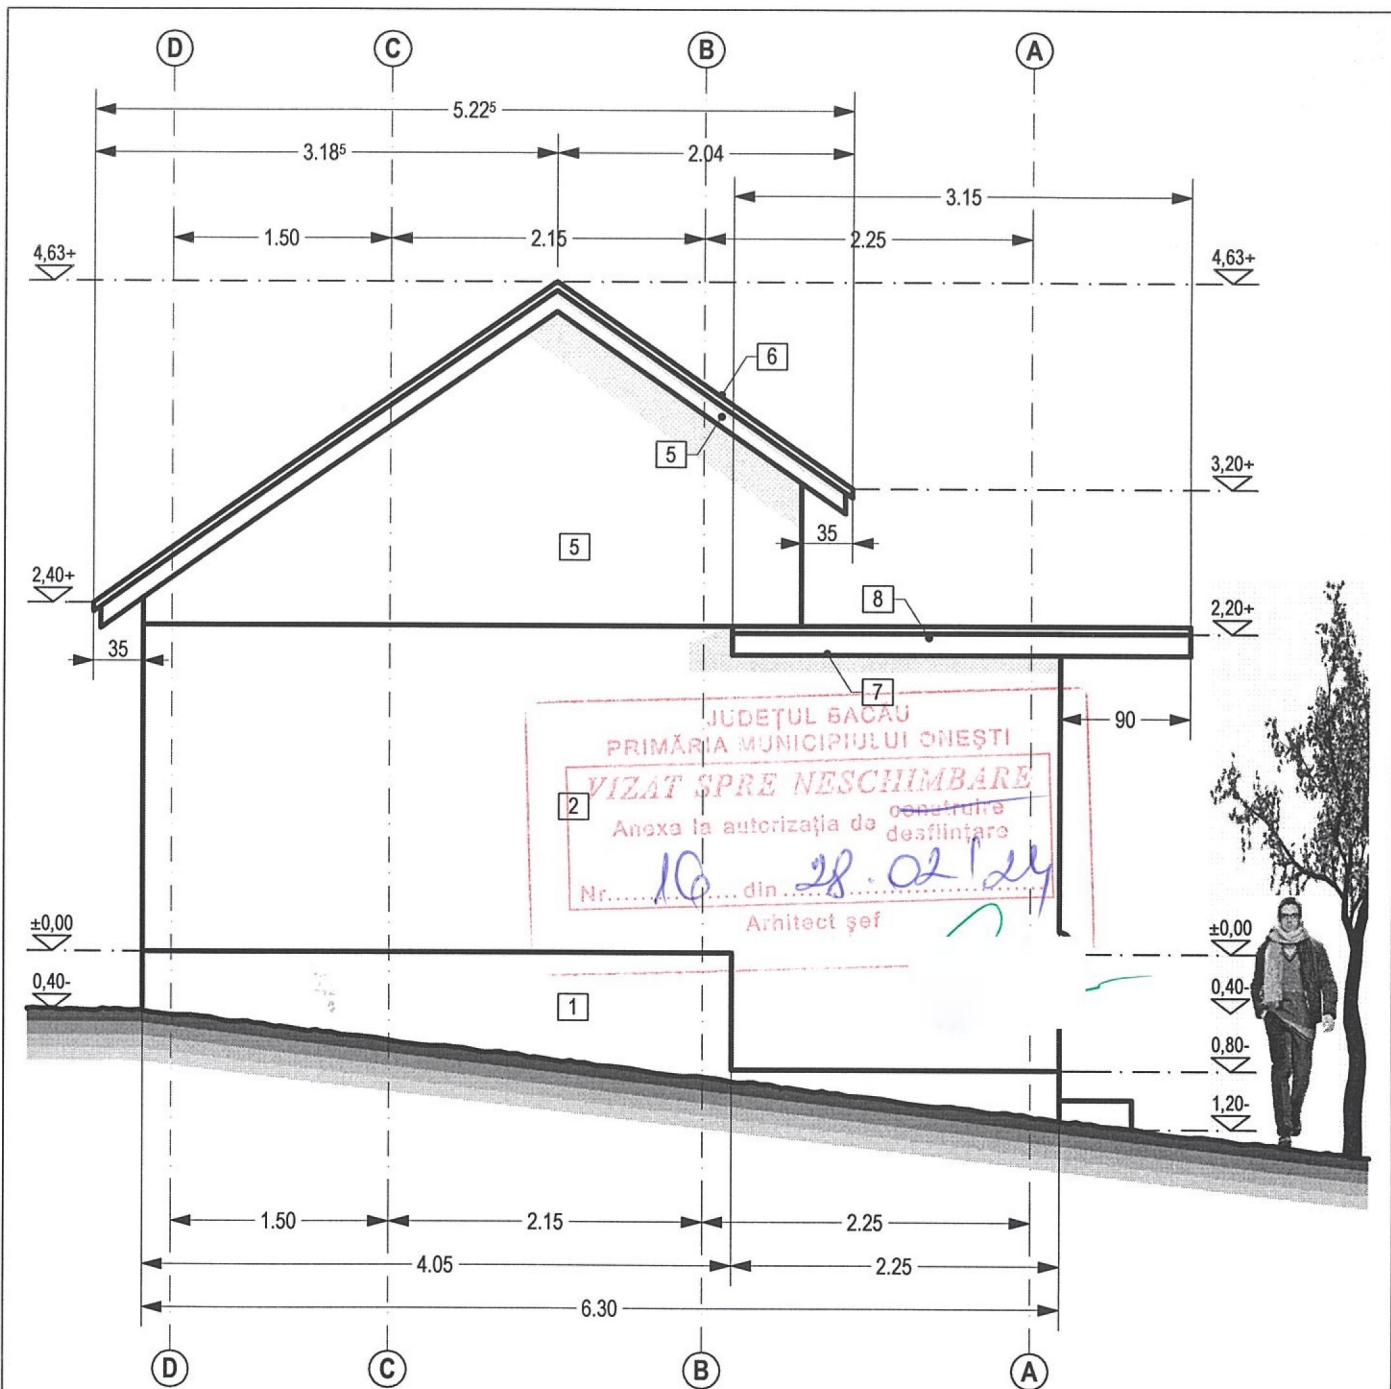 D C B A
5.22⁵
3.18⁵ 2.04
3.15
1.50 2.15 2.25
4,63+ 4,63+
6
5
3,20+
35
5
2,40+
8
2,20+
35
7
90
JUDEȚUL BACĂU
PRIMĂRIA MUNICIPIULUI ONEȘTI
VIZAT SPRE NESCHIMBARE
2
construire
Anexa la autorizația de desființare
Nr. 16 din 28.02'24
Arhitect șef
±0,00 ±0,00
0,40- 0,40-
1
0,80-
1,20-
1.50 2.15 2.25
4.05 2.25
6.30
D C B A